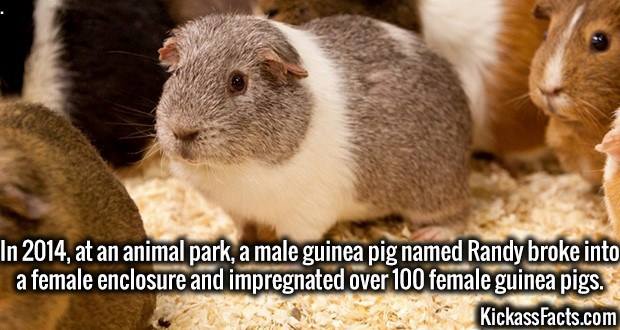 In 2014, at an animal park, a male guinea pig named Randy broke into
a female enclosure and impregnated over 100 female guinea pigs.
KickassFacts.com